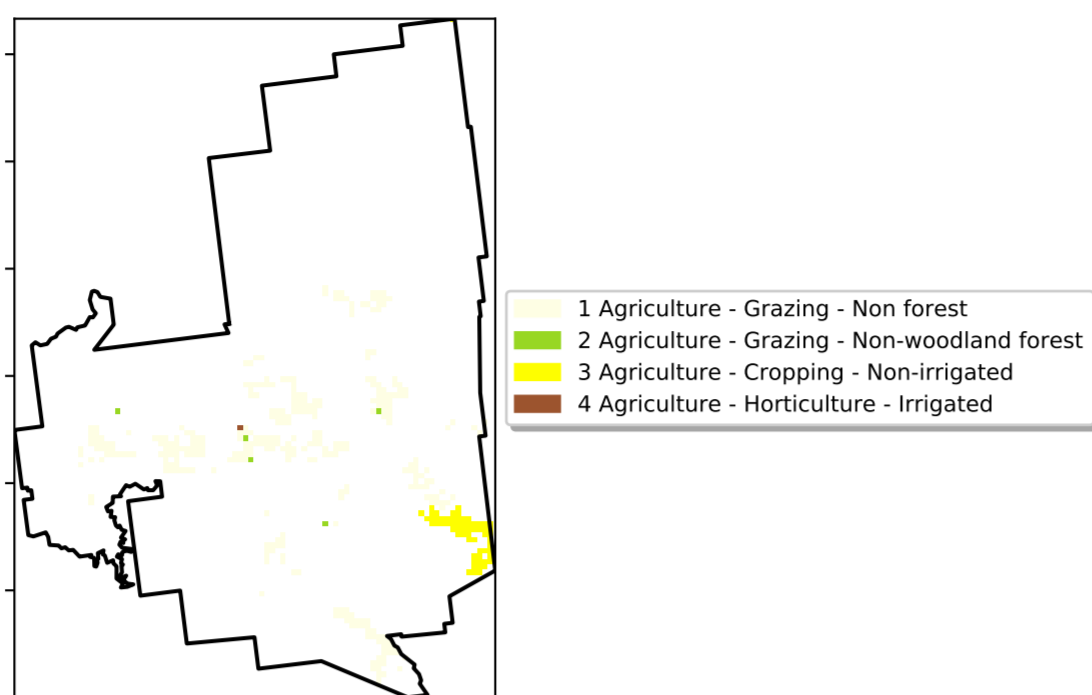 1 Agriculture - Grazing - Non forest
2 Agriculture - Grazing - Non-woodland forest
3 Agriculture - Cropping - Non-irrigated
4 Agriculture - Horticulture - Irrigated